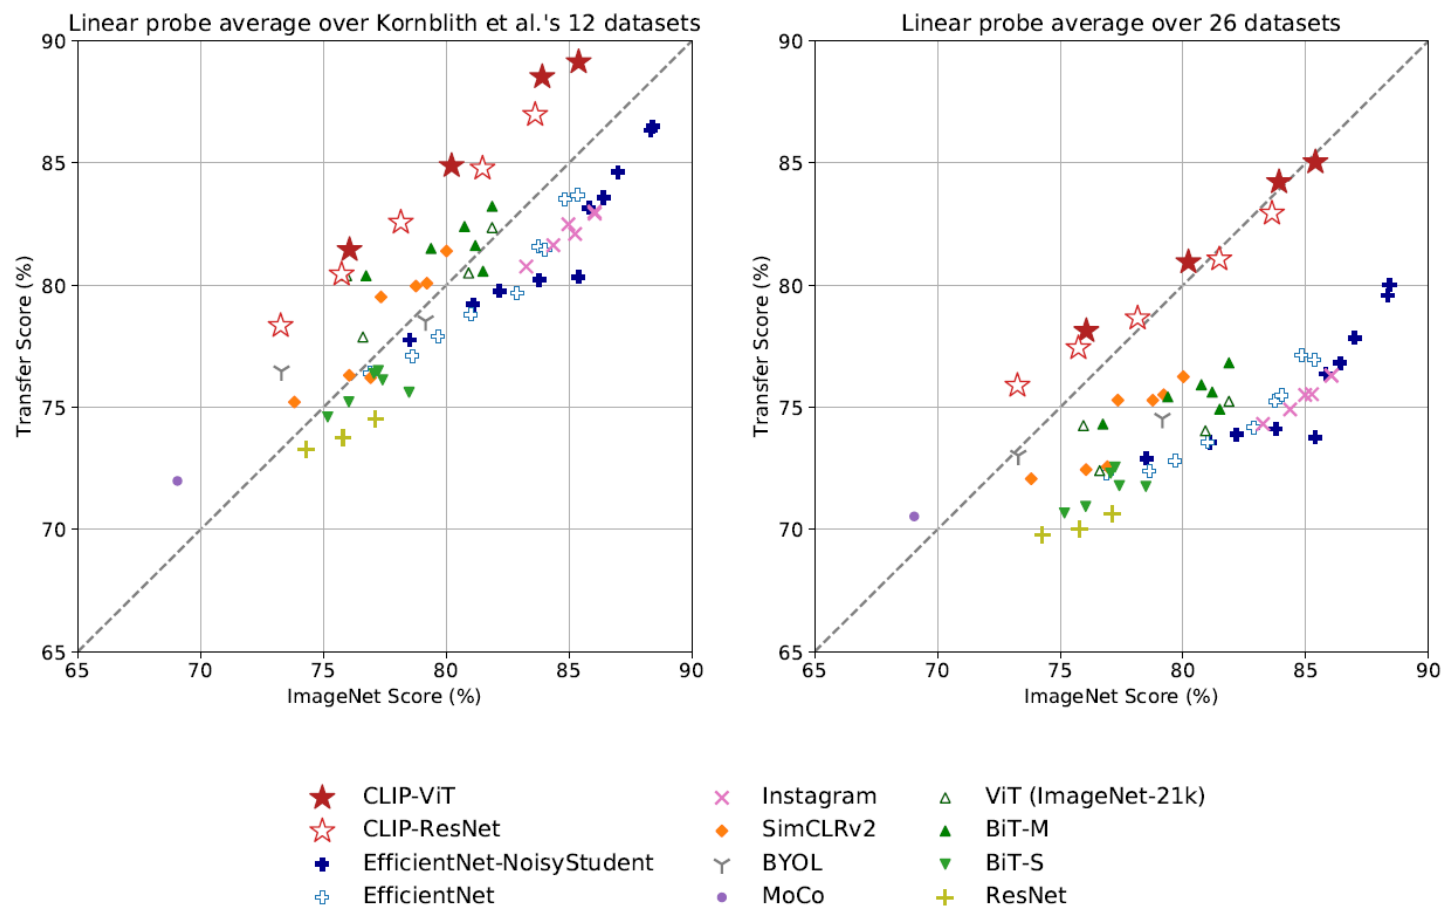 Linear probe average over Kornblith et al.'s 12 datasets
90
85
80
75
70
65
Transfer Score (%)
65 70 75 80 85 90
ImageNet Score (%)
Linear probe average over 26 datasets
90
85
80
75
70
65
Transfer Score (%)
65 70 75 80 85 90
ImageNet Score (%)
CLIP-ViT
CLIP-ResNet
EfficientNet-NoisyStudent
EfficientNet
Instagram
SimCLRv2
BYOL
MoCo
ViT (ImageNet-21k)
BiT-M
BiT-S
ResNet